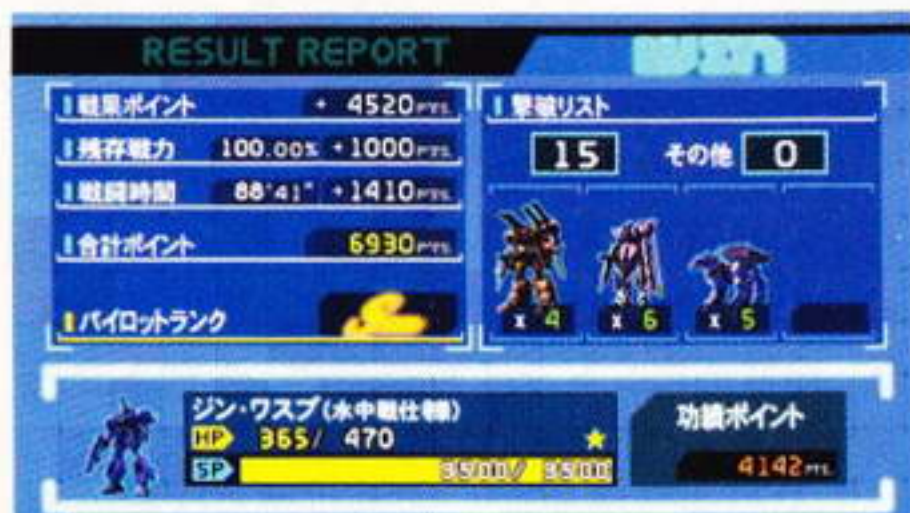 RESULT REPORT
Win
戦果ポイント + 4520PTS.
残存戦力 100.00% +1000PTS.
戦闘時間 88'41" +1410PTS.
合計ポイント 6930PTS.
パイロットランク S
撃破リスト
15 その他 0
x 4 x 6 x 5
ジン・ワスプ(水中戦仕様)
HP 365/ 470 ★
SP 3500/ 3500
功績ポイント
4142PTS.